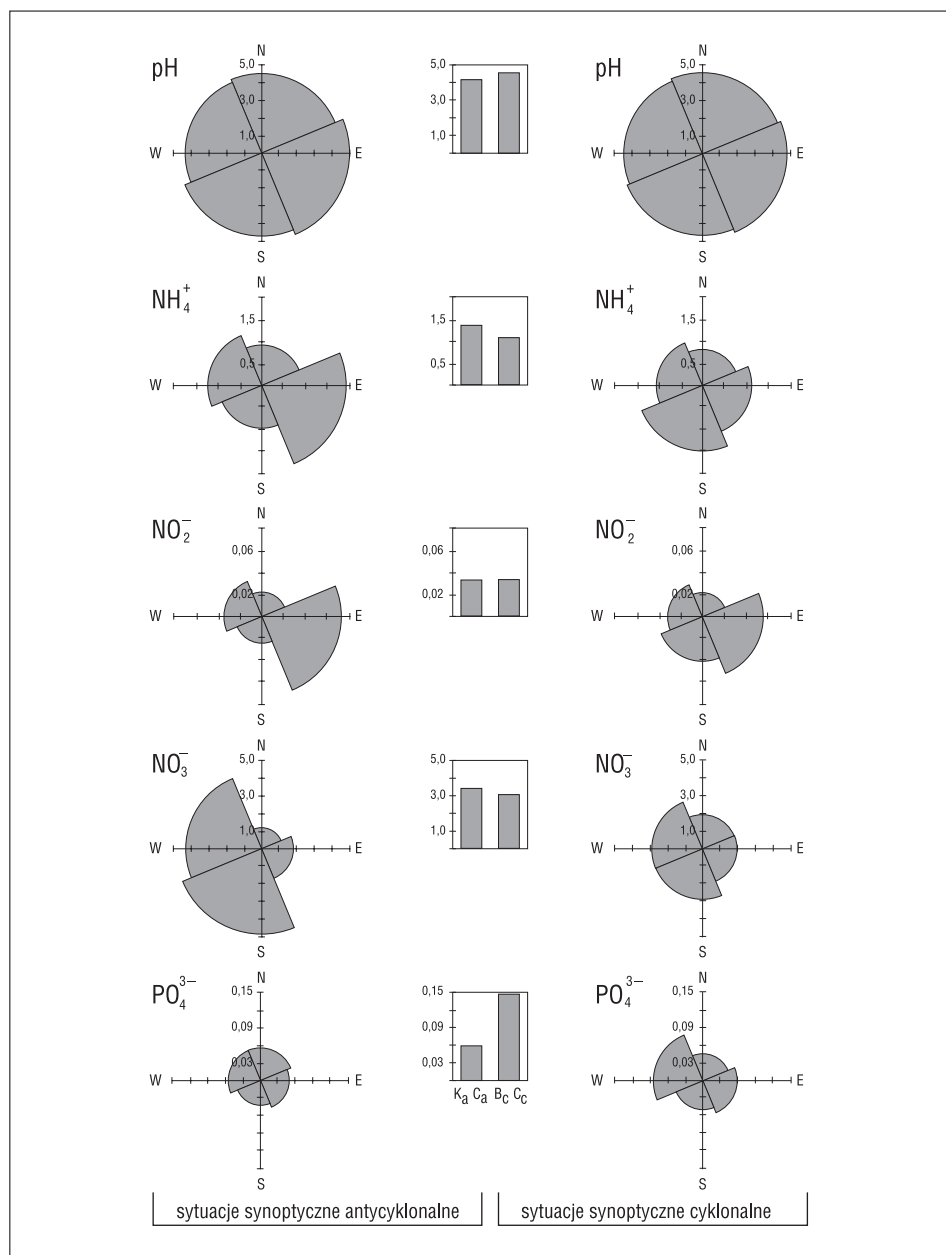 N N
pH 5,0 5,0 pH 5,0
3,0 3,0 3,0
1,0 1,0 1,0
W E W E
S S
N N
NH₄⁺ NH₄⁺
1,5 1,5 1,5
0,5 0,5 0,5
W E W E
S S
N N
NO₂⁻ NO₂⁻
0,06 0,06 0,06
0,02 0,02 0,02
W E W E
S S
N N
NO₃⁻ 5,0 5,0 NO₃⁻ 5,0
3,0 3,0 3,0
1,0 1,0 1,0
W E W E
S S
N N
PO₄³⁻ 0,15 0,15 PO₄³⁻ 0,15
0,09 0,09 0,09
0,03 0,03 0,03
W E W E
Kₐ Cₐ B_c C_c
S S
sytuacje synoptyczne antycyklonalne sytuacje synoptyczne cyklonalne